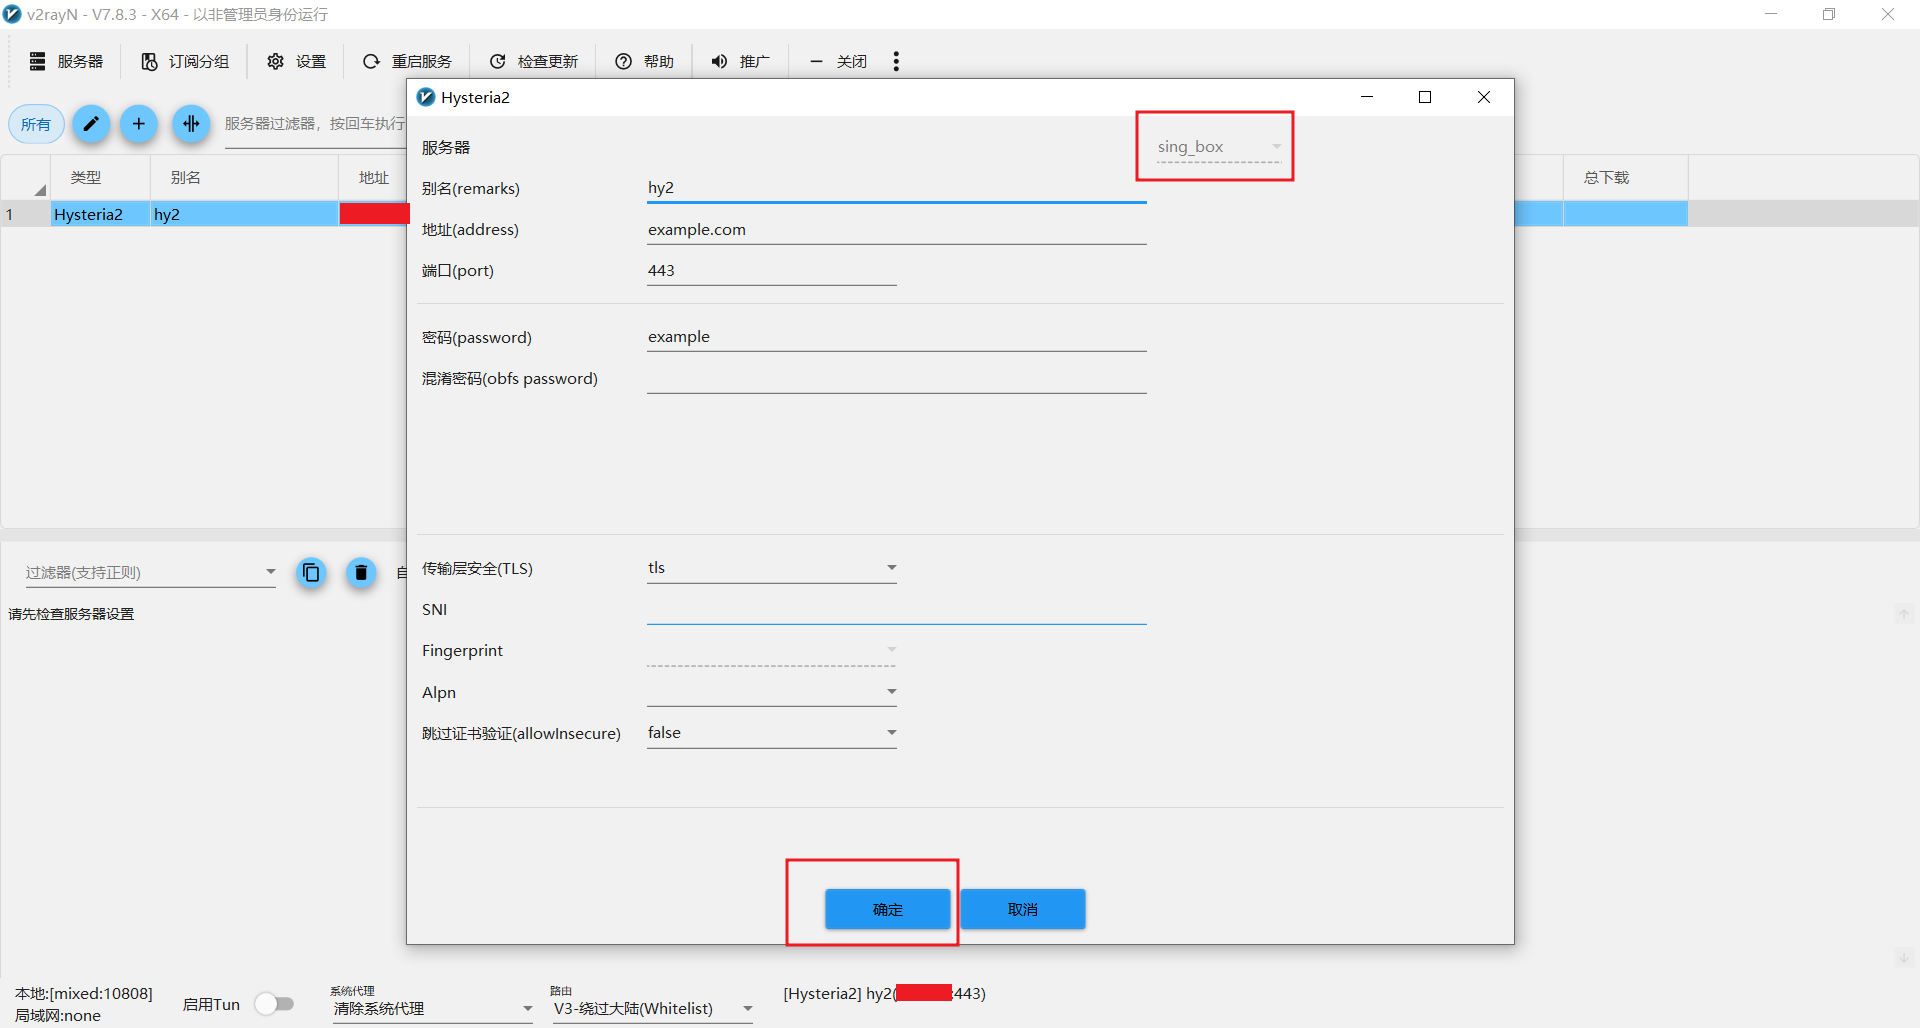 v2rayN - V7.8.3 - X64 - 以非管理员身份运行
服务器 订阅分组 设置 重启服务 检查更新 帮助 推广 关闭
所有 服务器过滤器，按回车执行
类型 别名 地址 总下载
1 Hysteria2 hy2
Hysteria2
服务器 sing_box
别名(remarks) hy2
地址(address) example.com
端口(port) 443
密码(password) example
混淆密码(obfs password)
传输层安全(TLS) tls
SNI
Fingerprint
Alpn
跳过证书验证(allowInsecure) false
确定 取消
过滤器(支持正则) 自
请先检查服务器设置
本地:[mixed:10808]
局域网:none
启用Tun
系统代理
清除系统代理
路由
V3-绕过大陆(Whitelist)
[Hysteria2] hy2( :443)